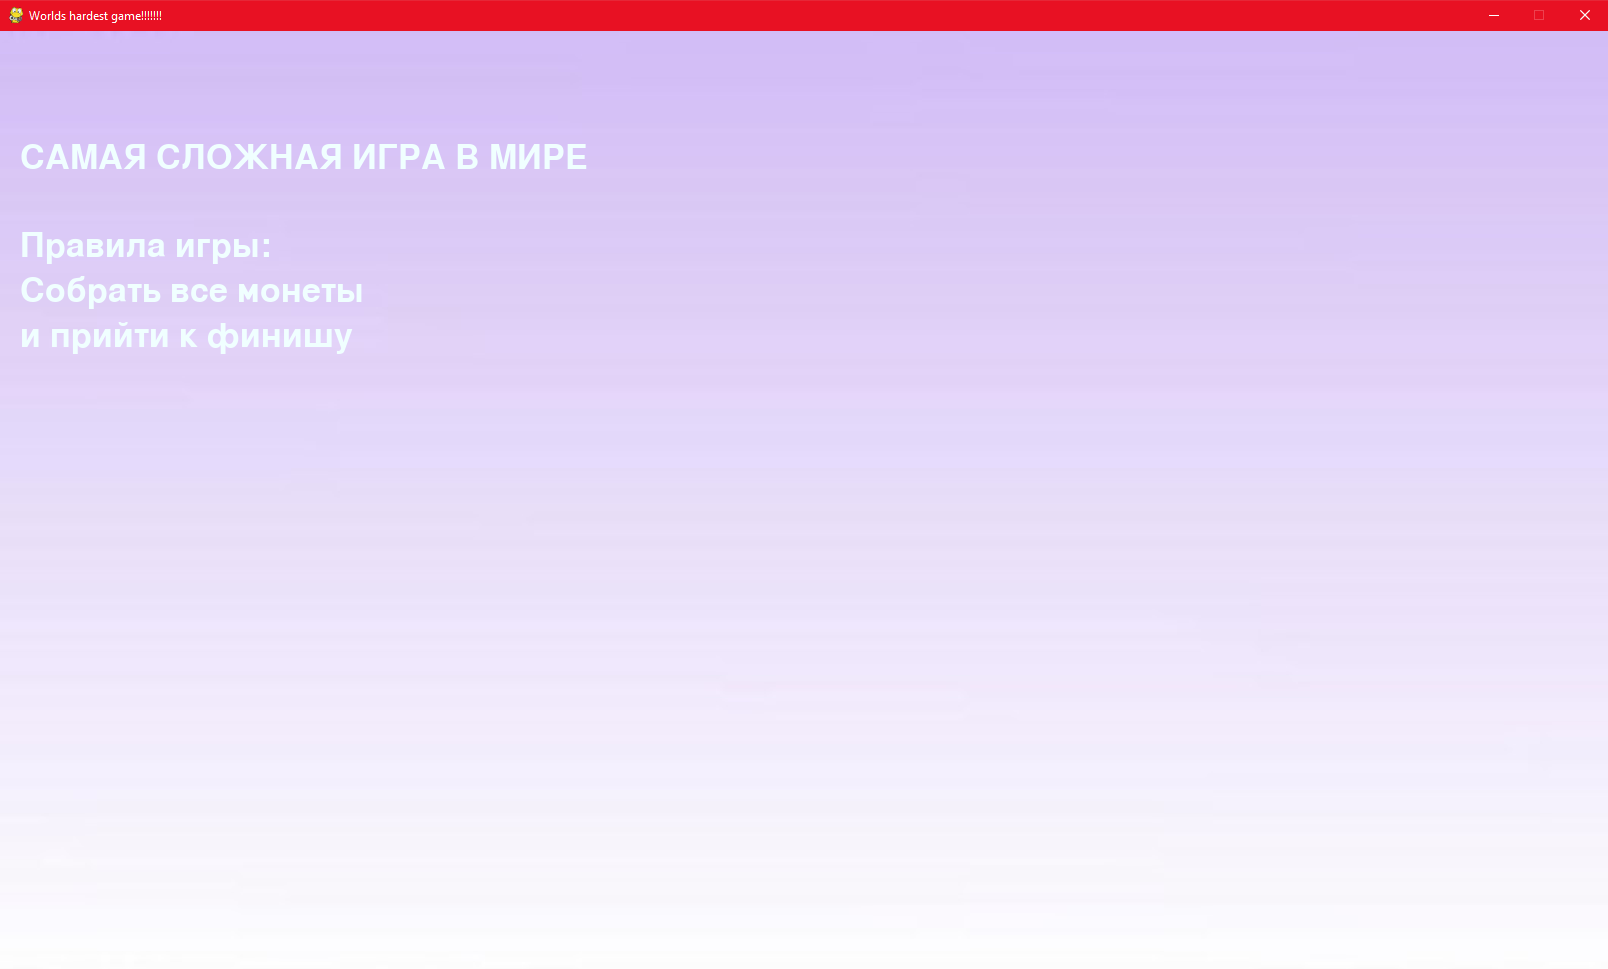 Worlds hardest game!!!!!!!
САМАЯ СЛОЖНАЯ ИГРА В МИРЕ
Правила игры:
Собрать все монеты
и прийти к финишу